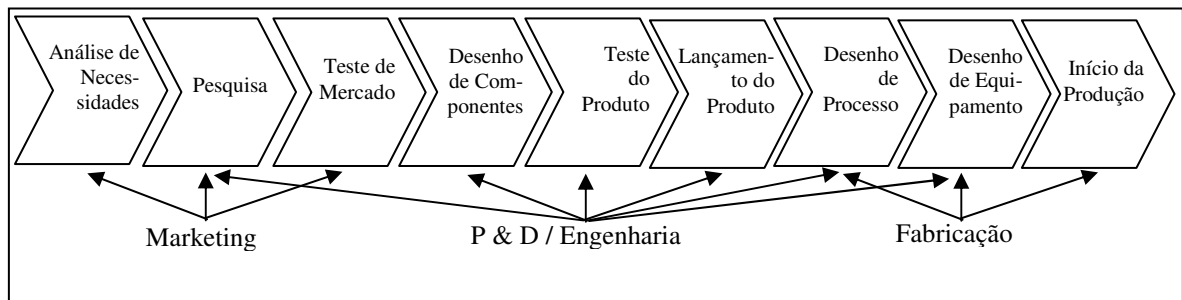 Análise de
Neces-
sidades
Pesquisa
Teste de
Mercado
Desenho
de Com-
ponentes
Teste
do
Produto
Lançamen-
to do
Produto
Desenho
de
Processo
Desenho
de Equi-
pamento
Início da
Produção
Marketing
P & D / Engenharia
Fabricação